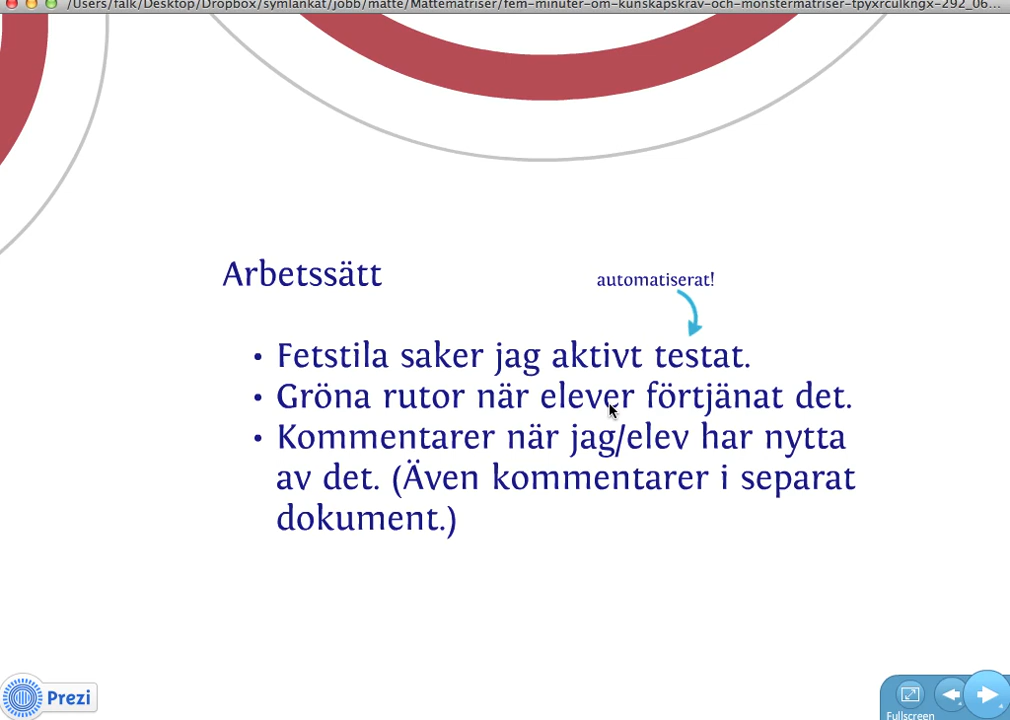 /Users/falk/Desktop/Dropbox/symlänkat/jobb/matte/Mattematriser/fem-minuter-om-kunskapskrav-och-monstermatriser-tpyxrculkngx-292_06...
Arbetssätt
automatiserat!
• Fetstila saker jag aktivt testat.
• Gröna rutor när elever förtjänat det.
• Kommentarer när jag/elev har nytta
av det. (Även kommentarer i separat
dokument.)
Prezi
Fullscreen